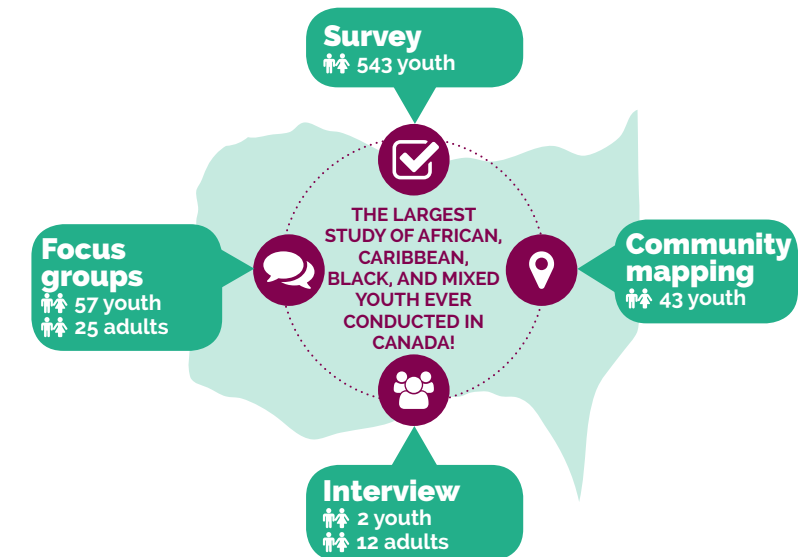 Survey
543 youth
THE LARGEST
STUDY OF AFRICAN,
CARIBBEAN,
BLACK, AND MIXED
YOUTH EVER
CONDUCTED IN
CANADA!
Focus
groups
57 youth
25 adults
Community
mapping
43 youth
Interview
2 youth
12 adults